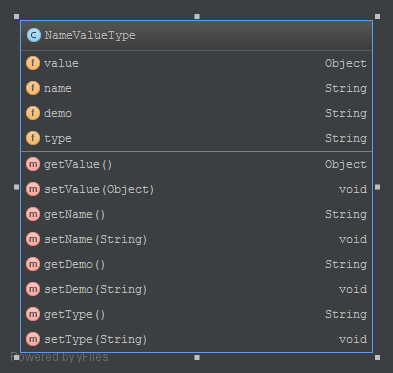 C NameValueType
f value Object
f name String
f demo String
f type String
m getValue() Object
m setValue(Object) void
m getName() String
m setName(String) void
m getDemo() String
m setDemo(String) void
m getType() String
m setType(String) void
Powered by yFiles